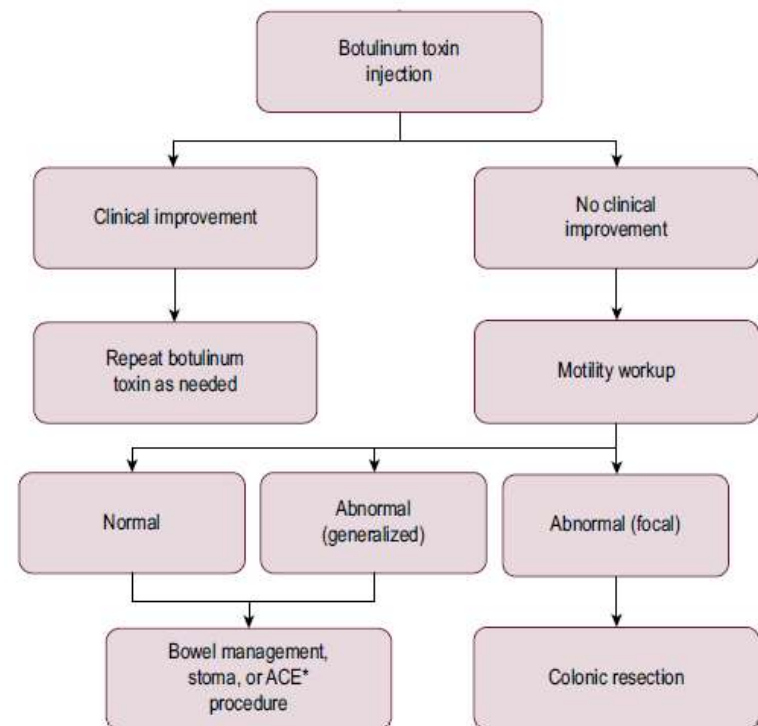 Botulinum toxin
injection
Clinical improvement
No clinical
improvement
Repeat botulinum
toxin as needed
Motility workup
Normal
Abnormal
(generalized)
Abnormal (focal)
Bowel management,
stoma, or ACE*
procedure
Colonic resection